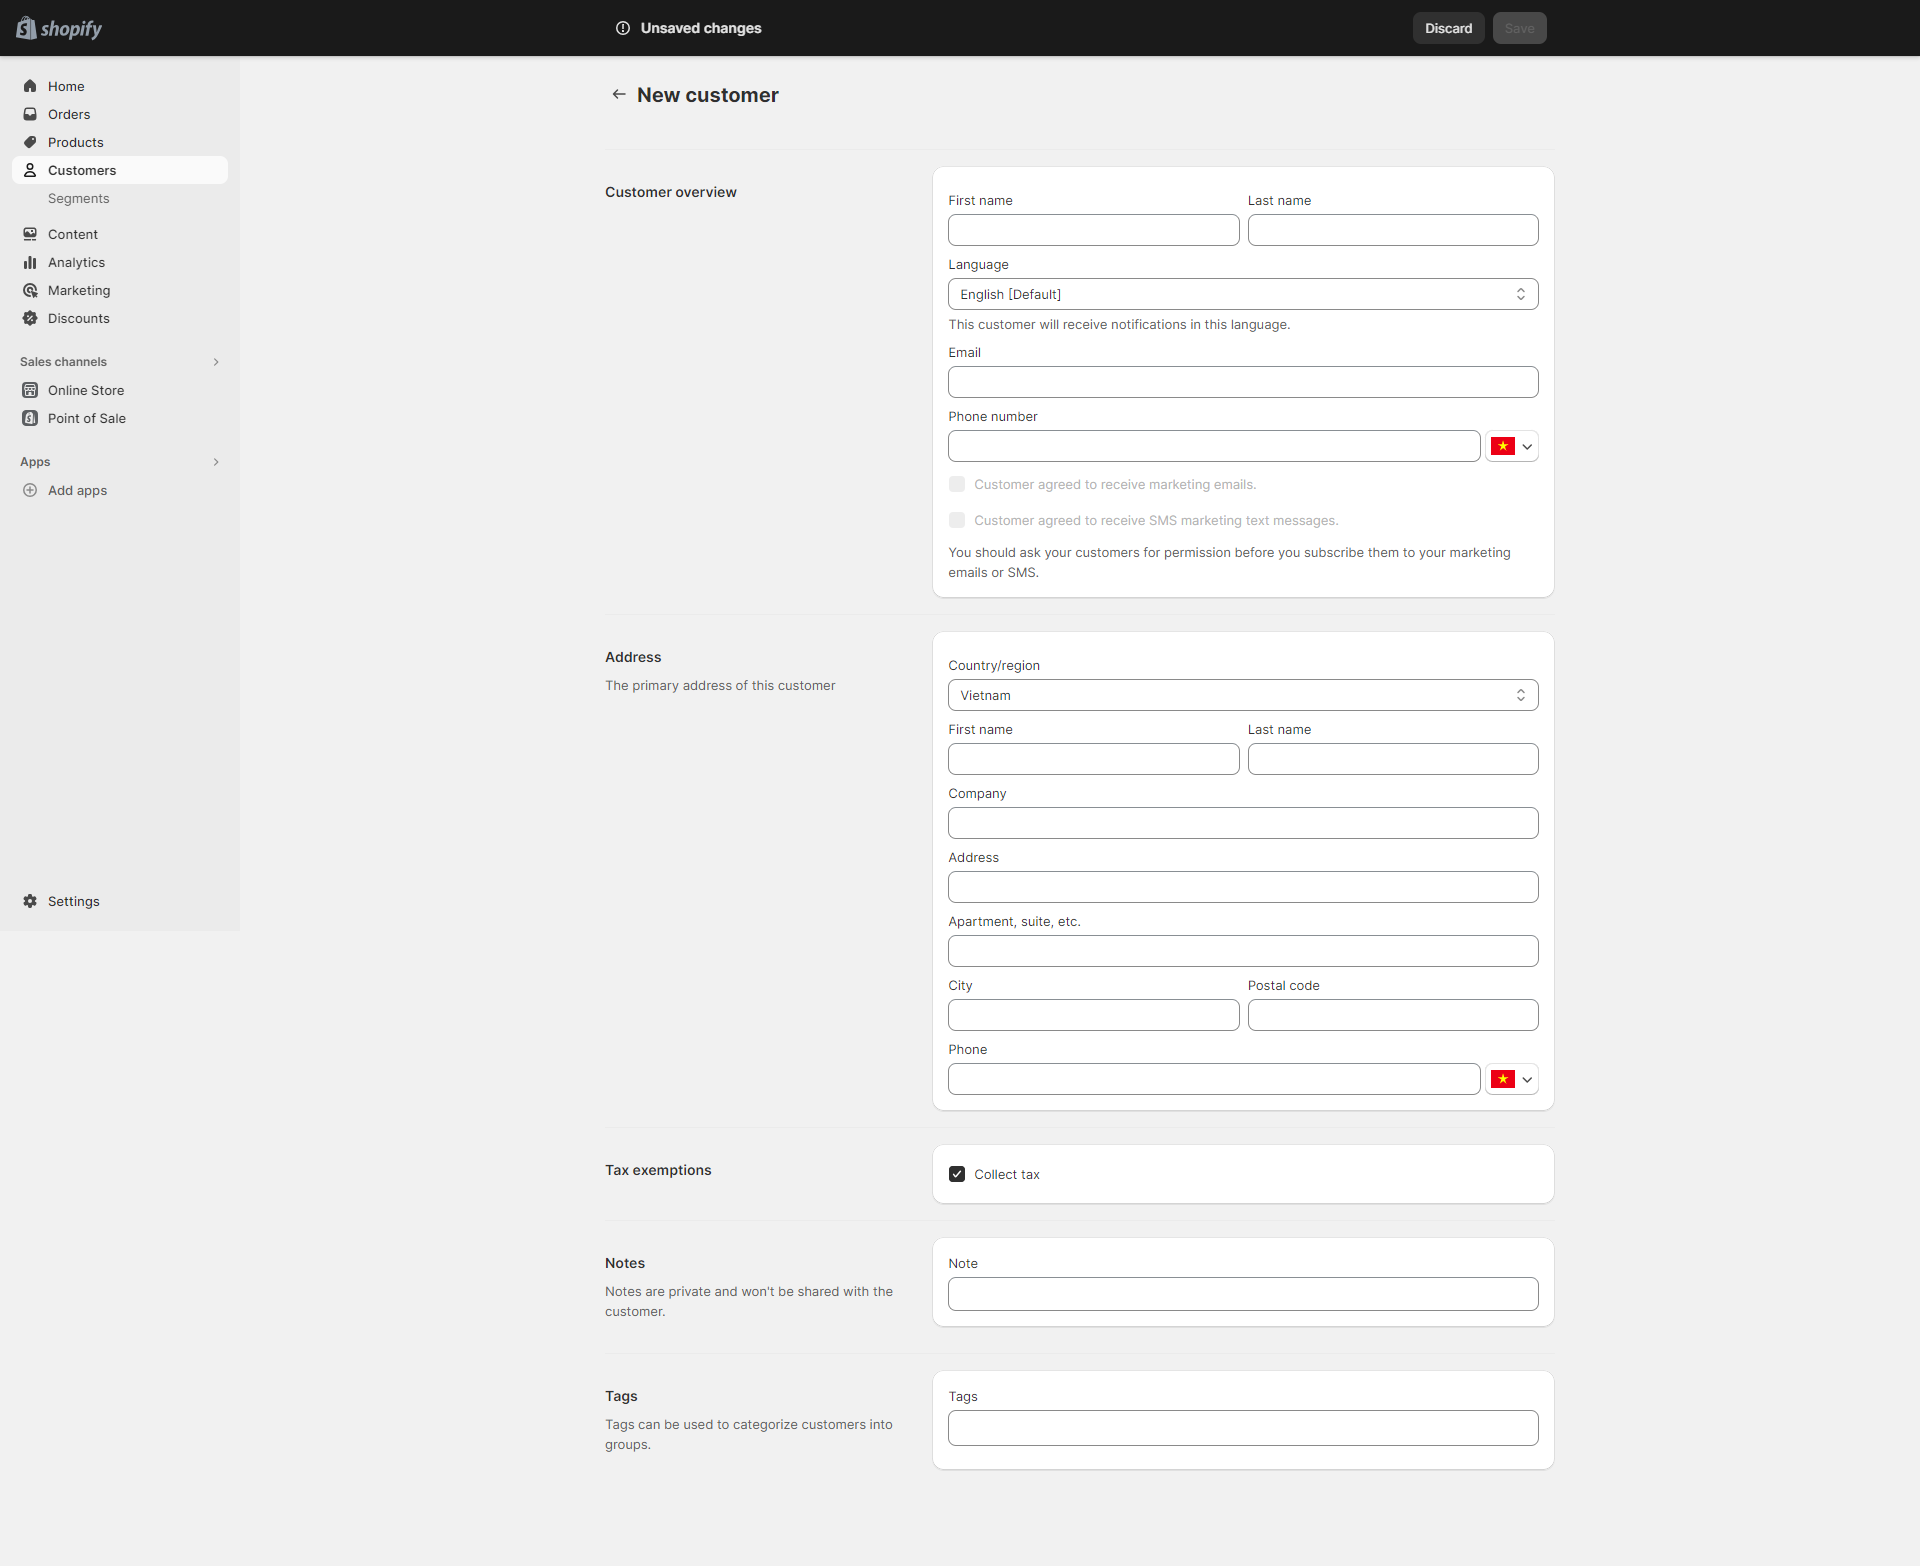 shopify
Unsaved changes
Discard
Save
Home
Orders
Products
Customers
Segments
Content
Analytics
Marketing
Discounts
Sales channels
Online Store
Point of Sale
Apps
Add apps
Settings
New customer
Customer overview
First name
Last name
Language
English [Default]
This customer will receive notifications in this language.
Email
Phone number
Customer agreed to receive marketing emails.
Customer agreed to receive SMS marketing text messages.
You should ask your customers for permission before you subscribe them to your marketing
emails or SMS.
Address
The primary address of this customer
Country/region
Vietnam
First name
Last name
Company
Address
Apartment, suite, etc.
City
Postal code
Phone
Tax exemptions
Collect tax
Notes
Notes are private and won't be shared with the
customer.
Note
Tags
Tags can be used to categorize customers into
groups.
Tags